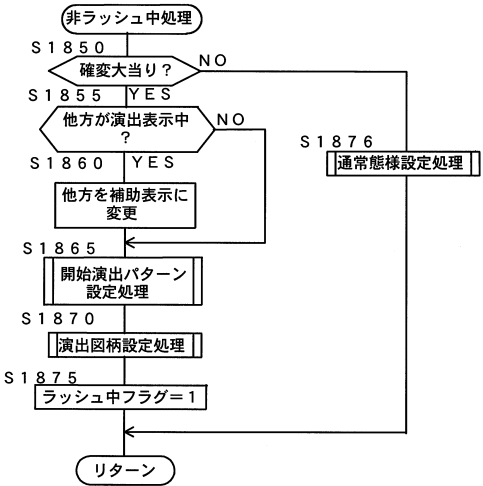 非ラッシュ中処理
S1850
確変大当り?
NO
S1855
YES
他方が演出表示中
?
NO
S1860
YES
S1876
通常態様設定処理
他方を補助表示に
変更
S1865
開始演出パターン
設定処理
S1870
演出図柄設定処理
S1875
ラッシュ中フラグ=1
リターン